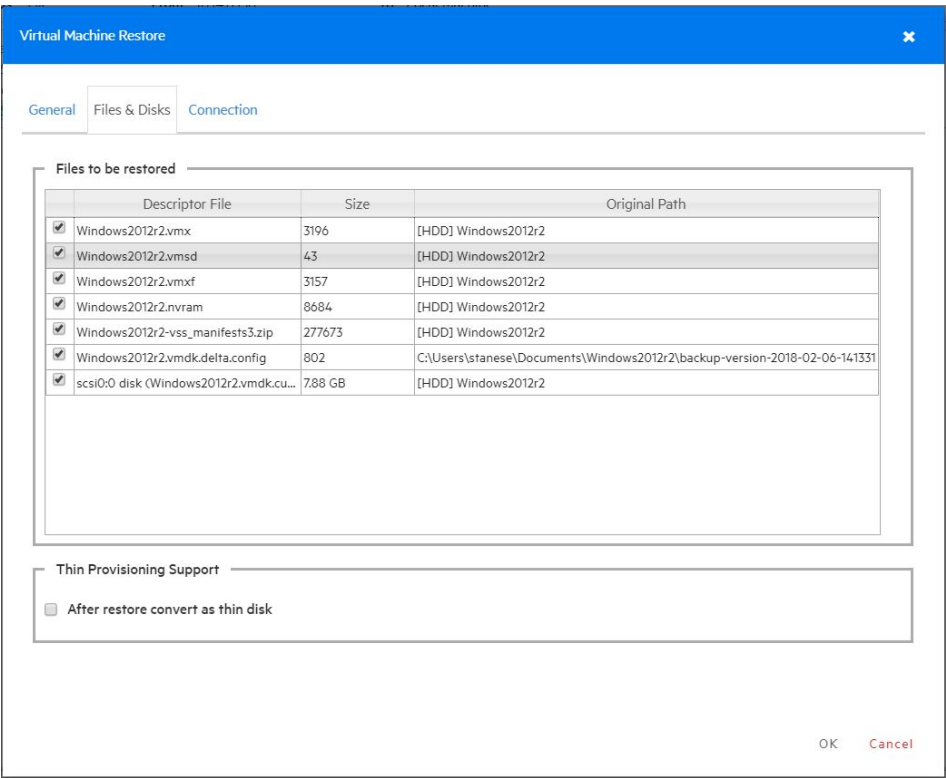 Virtual Machine Restore
General Files & Disks Connection
Files to be restored
Descriptor File Size Original Path
Windows2012r2.vmx 3196 [HDD] Windows2012r2
Windows2012r2.vmsd 43 [HDD] Windows2012r2
Windows2012r2.vmxf 3157 [HDD] Windows2012r2
Windows2012r2.nvram 8684 [HDD] Windows2012r2
Windows2012r2-vss_manifests3.zip 277673 [HDD] Windows2012r2
Windows2012r2.vmdk.delta.config 802 C:\Users\stanese\Documents\Windows2012r2\backup-version-2018-02-06-141331
scsi0:0 disk (Windows2012r2.vmdk.cu... 7.88 GB [HDD] Windows2012r2
Thin Provisioning Support
After restore convert as thin disk
OK Cancel